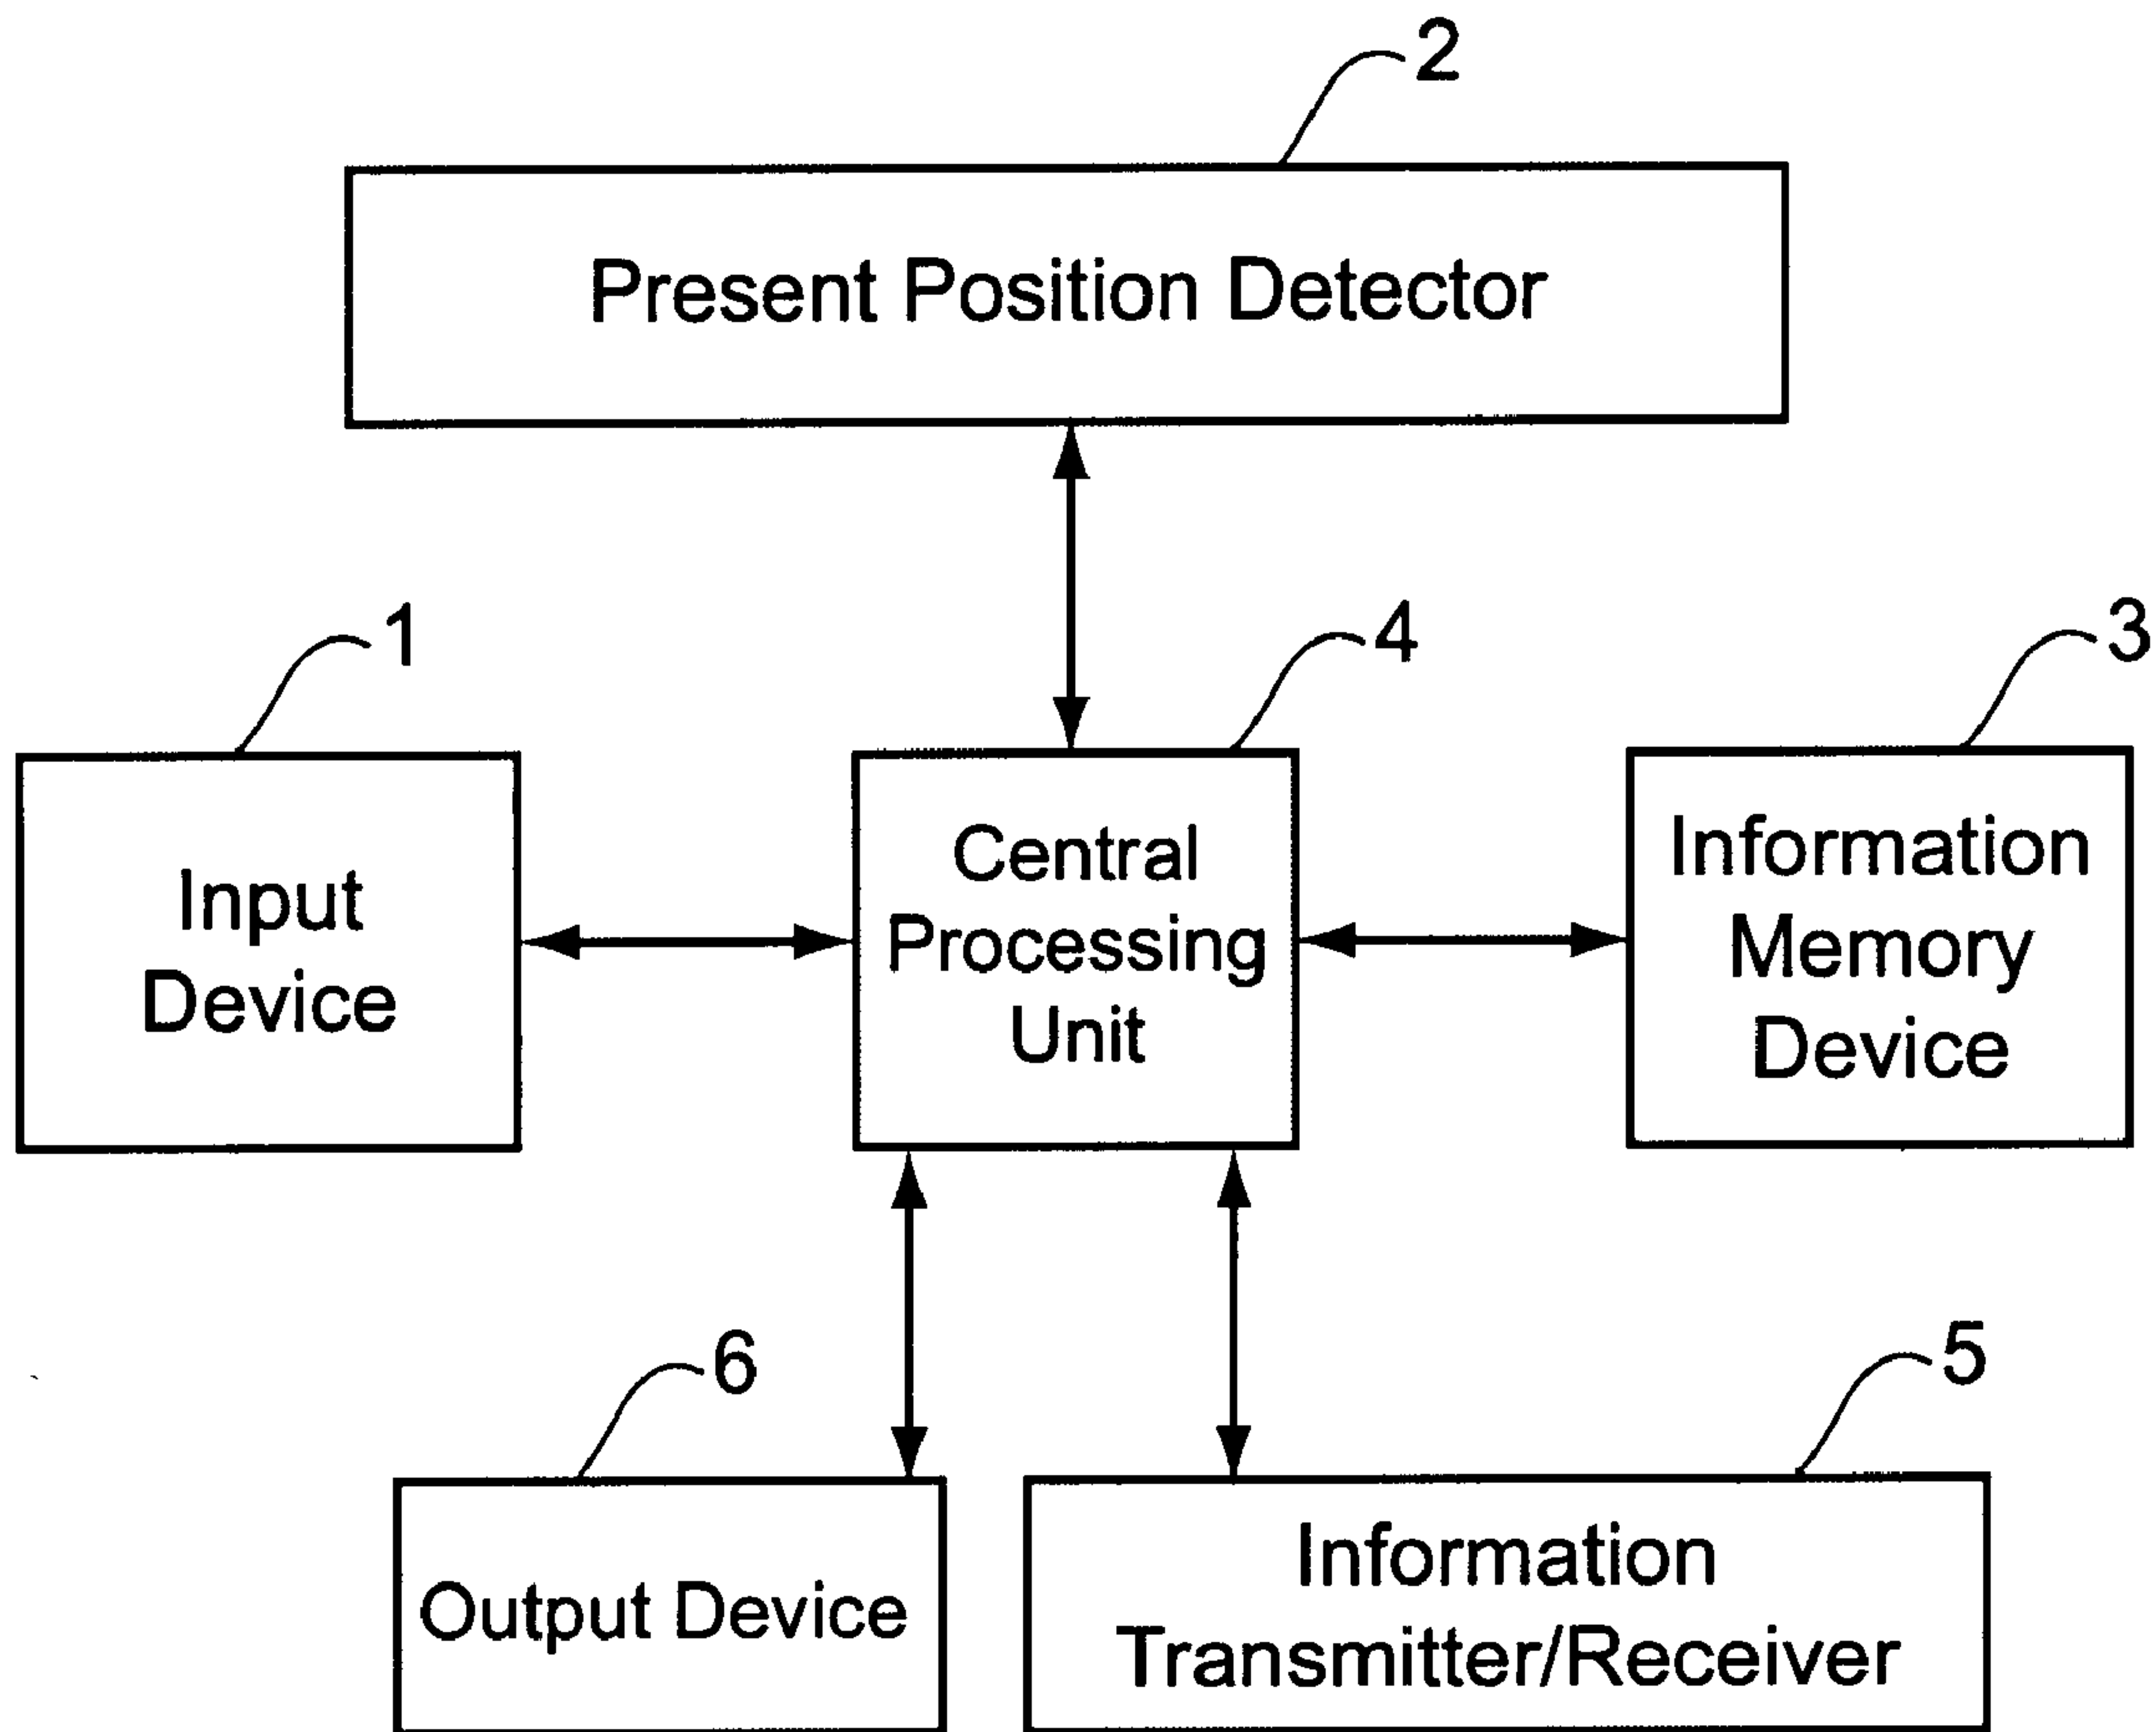 2
Present Position Detector
1
4
3
Input
Device
Central
Processing
Unit
Information
Memory
Device
6
5
Output Device
Information
Transmitter/Receiver